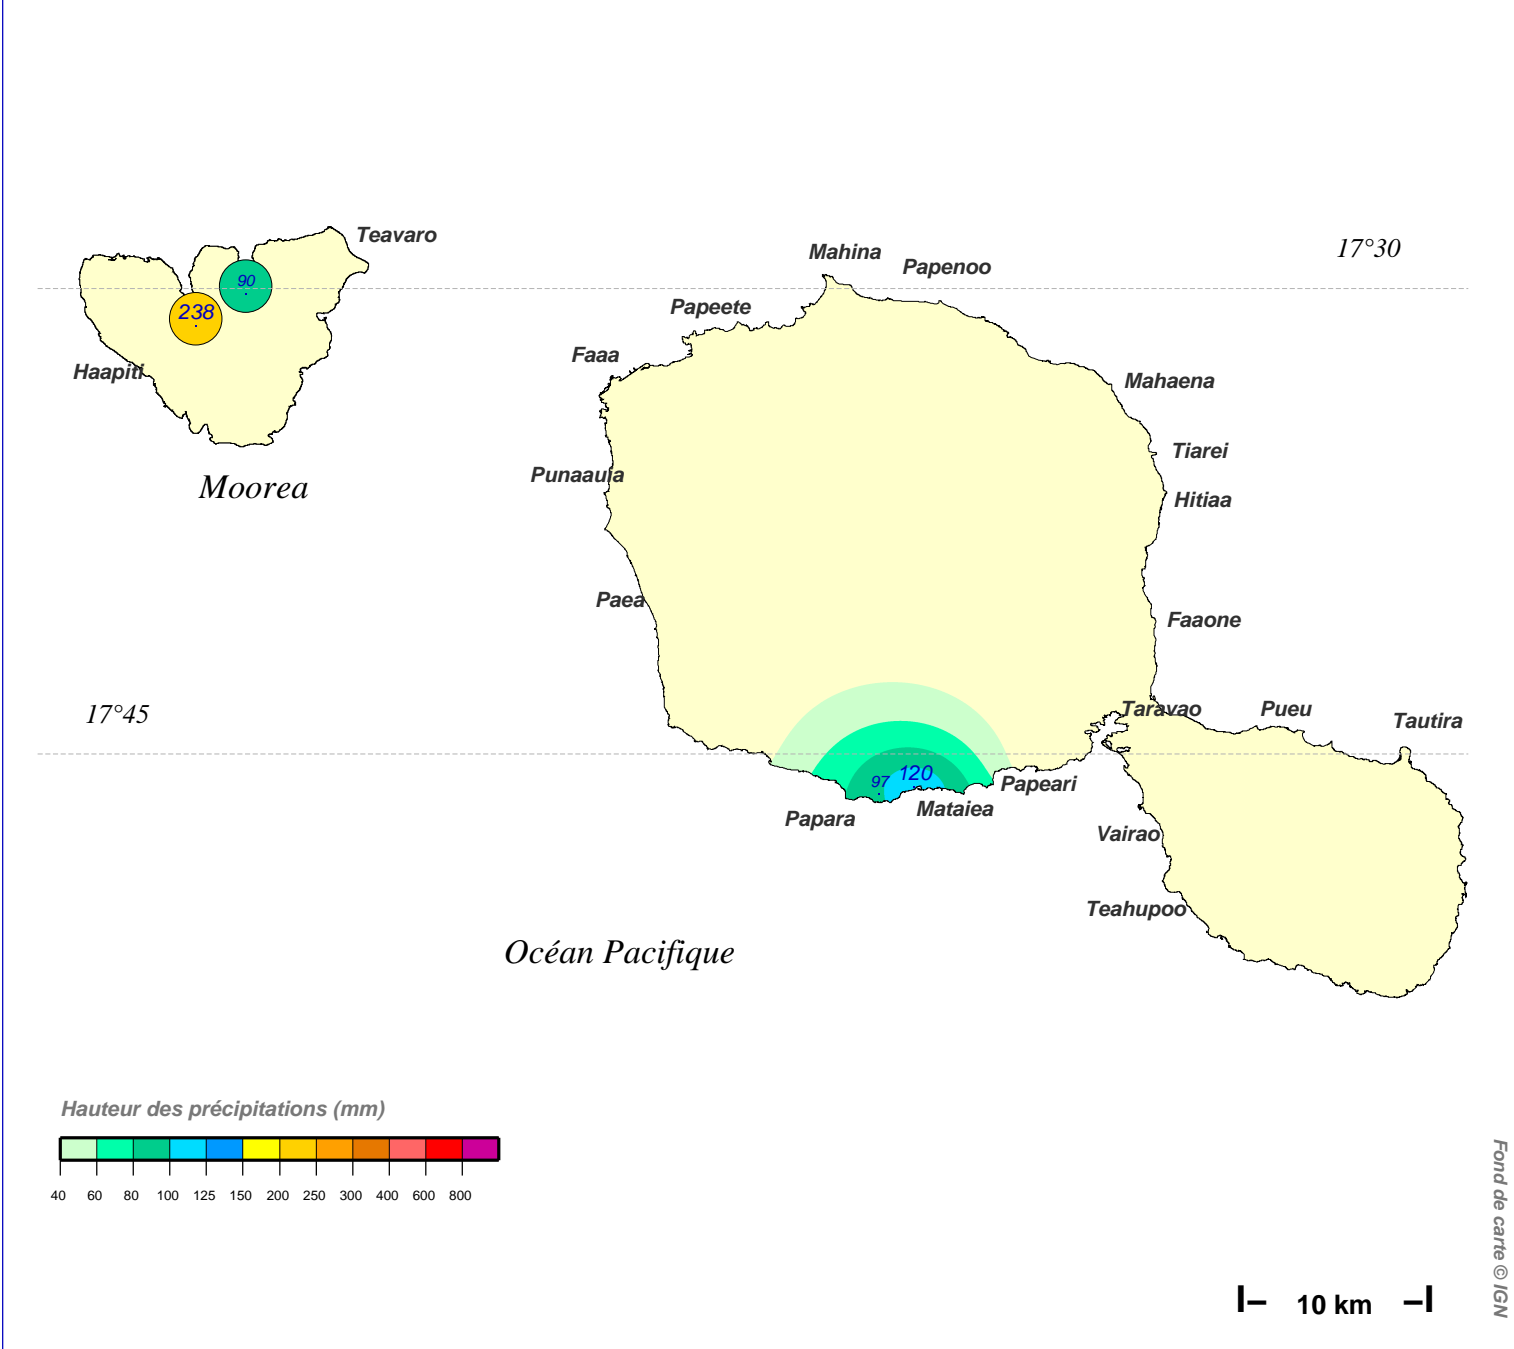 Teavaro
17°30
Mahina
Papenoo
90
238
Papeete
Faaa
Haapiti
Mahaena
Tiarei
Punaauia
Moorea
Hitiaa
Paea
Faaone
17°45
Taravao
Pueu
Tautira
97
120
Papeari
Mataiea
Papara
Vairao
Teahupoo
Océan Pacifique
Hauteur des précipitations (mm)
40 60 80 100 125 150 200 250 300 400 600 800
Fond de carte © IGN
10 km